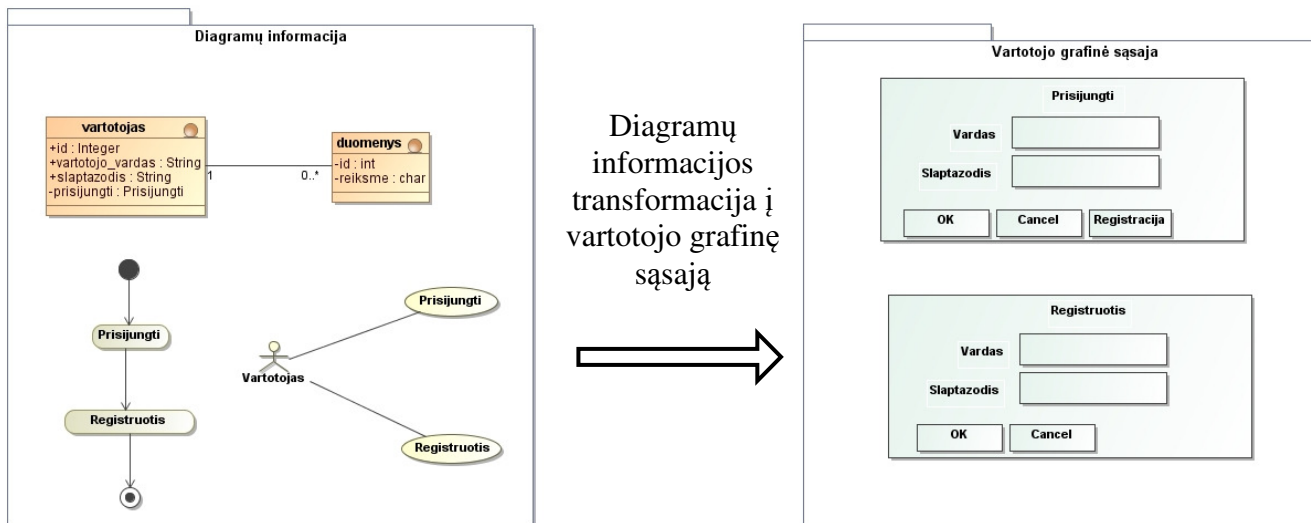 Diagramų informacija
vartotojas
+id : Integer
+vartotojo_vardas : String
+slaptazodis : String
-prisijungti : Prisijungti
1
0..*
duomenys
-id : int
-reiksme : char
Prisijungti
Registruotis
Vartotojas
Prisijungti
Registruotis
Diagramų
informacijos
transformacija į
vartotojo grafinę
sąsają
Vartotojo grafinė sąsaja
Prisijungti
Vardas
Slaptazodis
OK Cancel Registracija
Registruotis
Vardas
Slaptazodis
OK Cancel